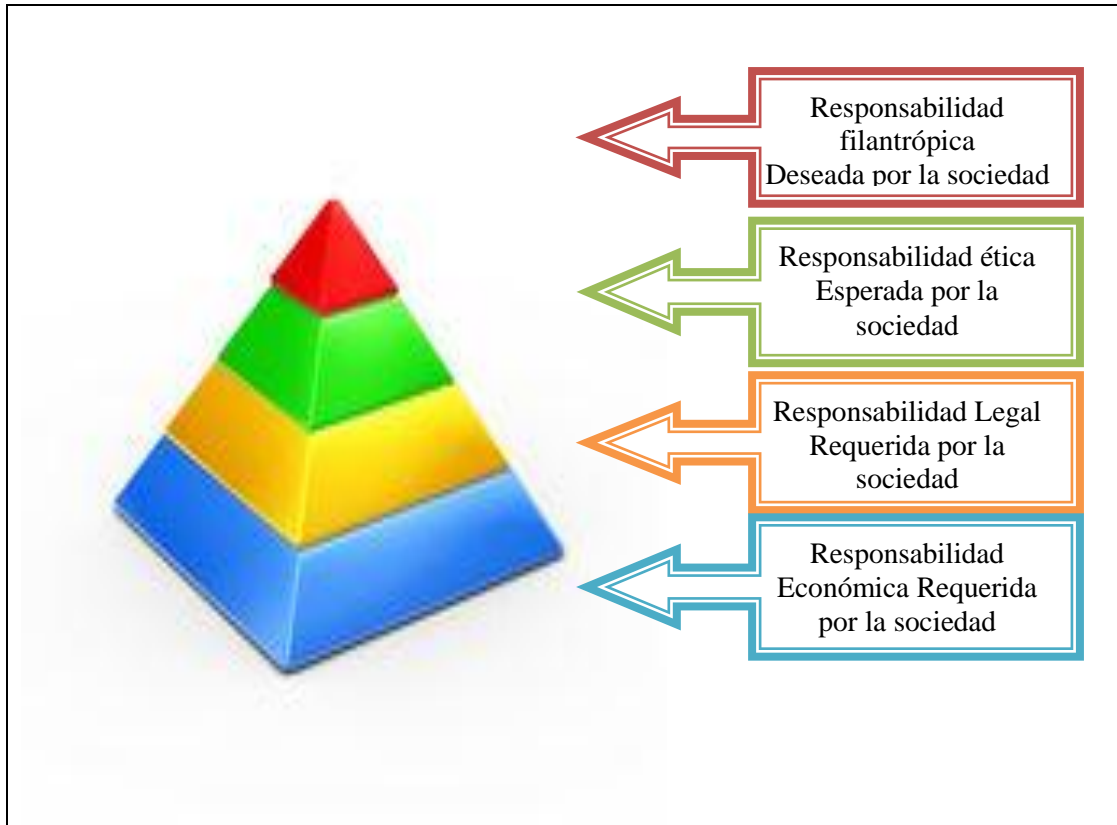 Responsabilidad
filantrópica
Deseada por la sociedad
Responsabilidad ética
Esperada por la
sociedad
Responsabilidad Legal
Requerida por la
sociedad
Responsabilidad
Económica Requerida
por la sociedad